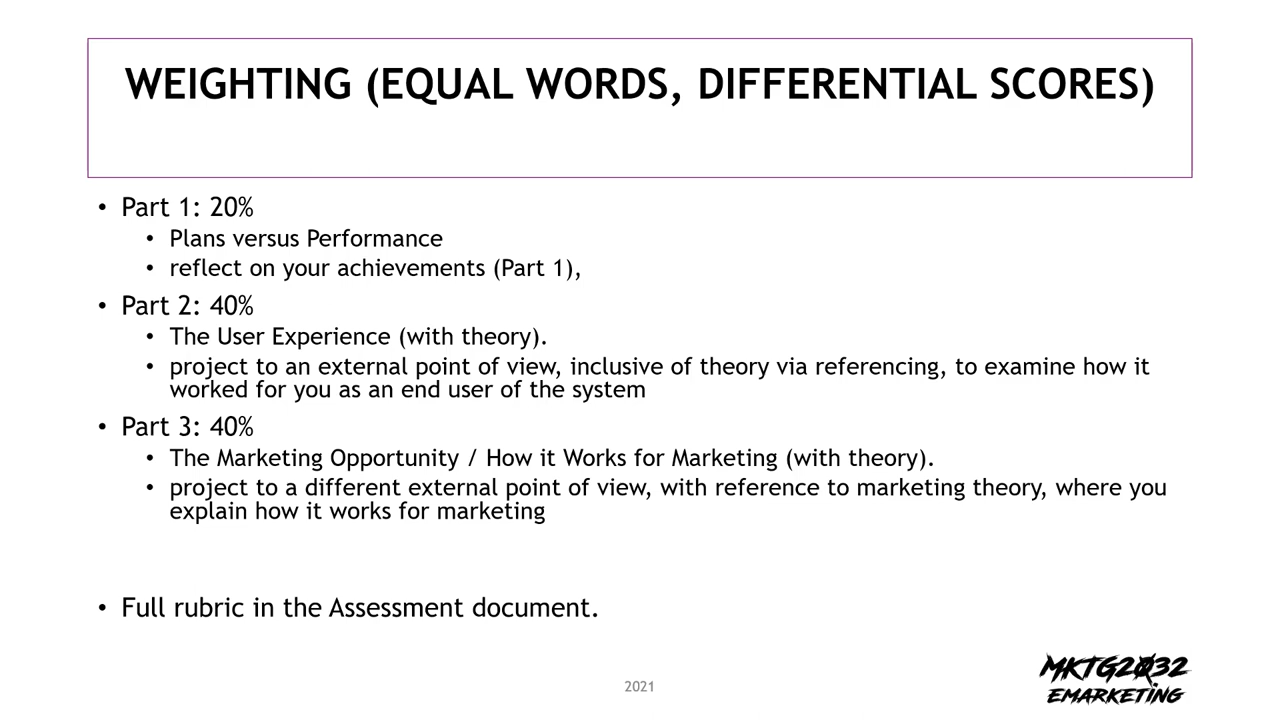 WEIGHTING (EQUAL WORDS, DIFFERENTIAL SCORES)
• Part 1: 20%
• Plans versus Performance
• reflect on your achievements (Part 1),
• Part 2: 40%
• The User Experience (with theory).
• project to an external point of view, inclusive of theory via referencing, to examine how it
worked for you as an end user of the system
• Part 3: 40%
• The Marketing Opportunity / How it Works for Marketing (with theory).
• project to a different external point of view, with reference to marketing theory, where you
explain how it works for marketing
• Full rubric in the Assessment document.
2021
MKTG2032
EMARKETING